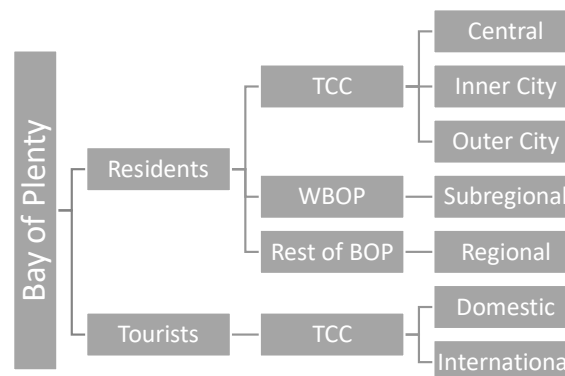 Bay of Plenty
Residents
TCC
Central
Inner City
Outer City
WBOP
Subregional
Rest of BOP
Regional
Tourists
TCC
Domestic
International